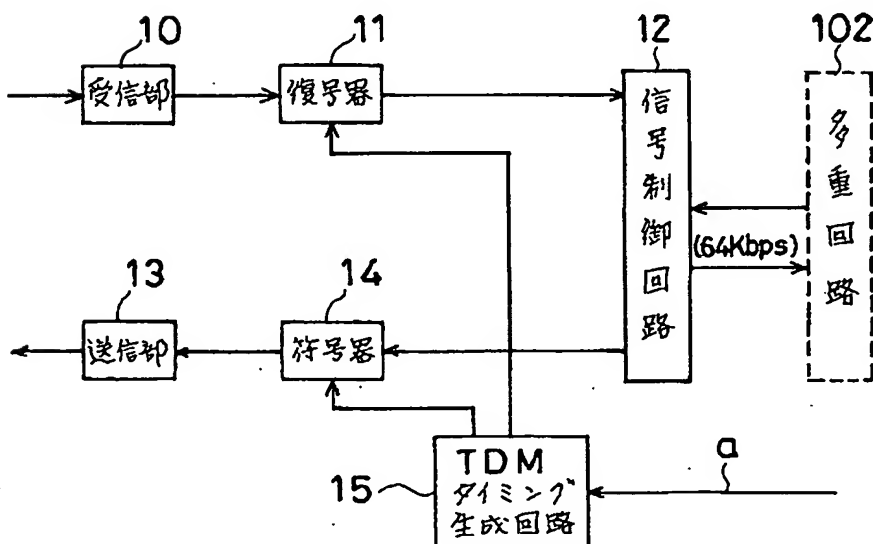 10
11
12
102
受信部
復号器
信号制御回路
多重回路
(64Kbps)
13
14
送信部
符号器
15
TDM
タイミング
生成回路
a